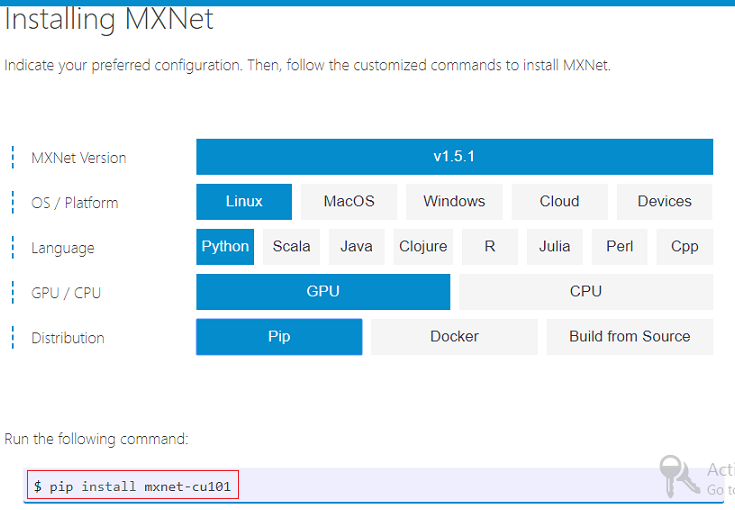 Installing MXNet
Indicate your preferred configuration. Then, follow the customized commands to install MXNet.
MXNet Version v1.5.1
OS / Platform Linux MacOS Windows Cloud Devices
Language Python Scala Java Clojure R Julia Perl Cpp
GPU / CPU GPU CPU
Distribution Pip Docker Build from Source
Run the following command:
$ pip install mxnet-cu101
Go to